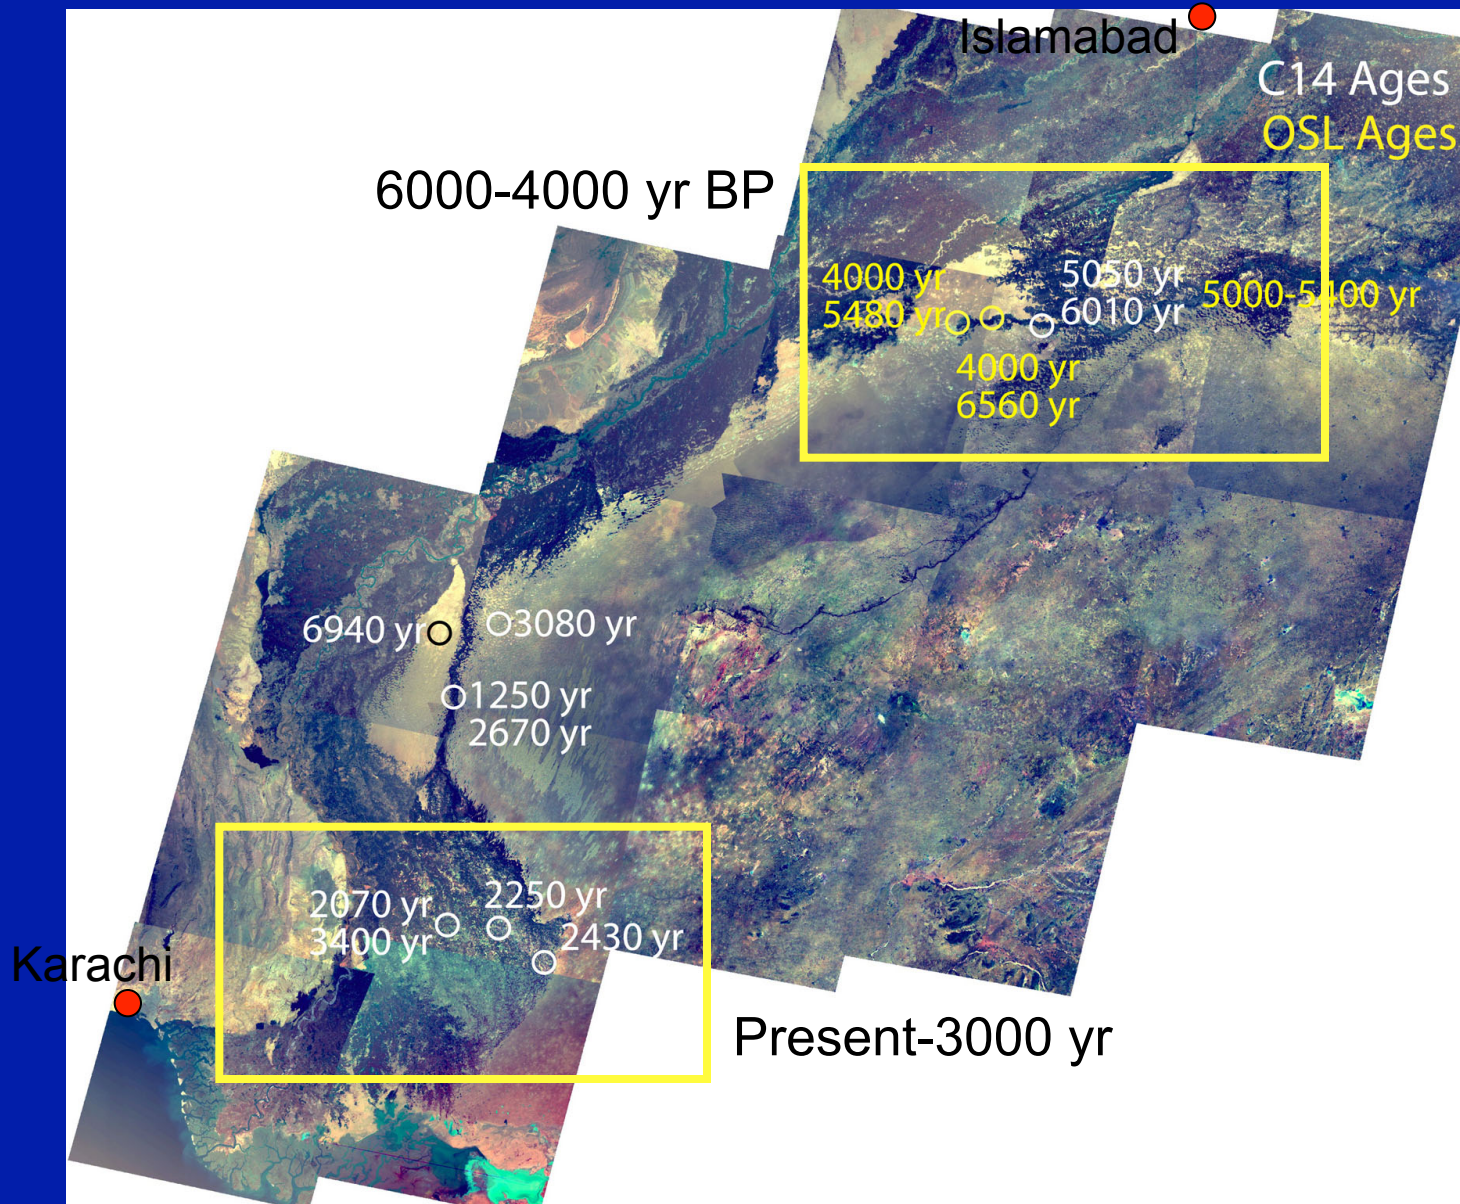 Islamabad
C14 Ages
OSL Ages
6000-4000 yr BP
4000 yr
5480 yr
5050 yr
6010 yr
5000-5400 yr
4000 yr
6560 yr
6940 yr
3080 yr
1250 yr
2670 yr
2070 yr
3400 yr
2250 yr
2430 yr
Karachi
Present-3000 yr